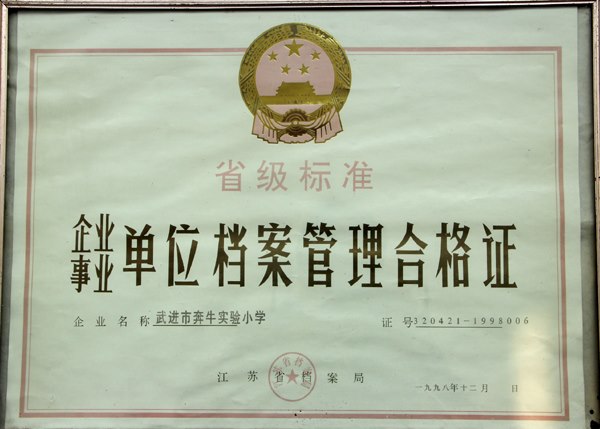 省级标准
企业
事业 单位档案管理合格证
企业名称 武进市奔牛实验小学 证号 320421-1998006
江苏省档案局 一九九八年十二月 日